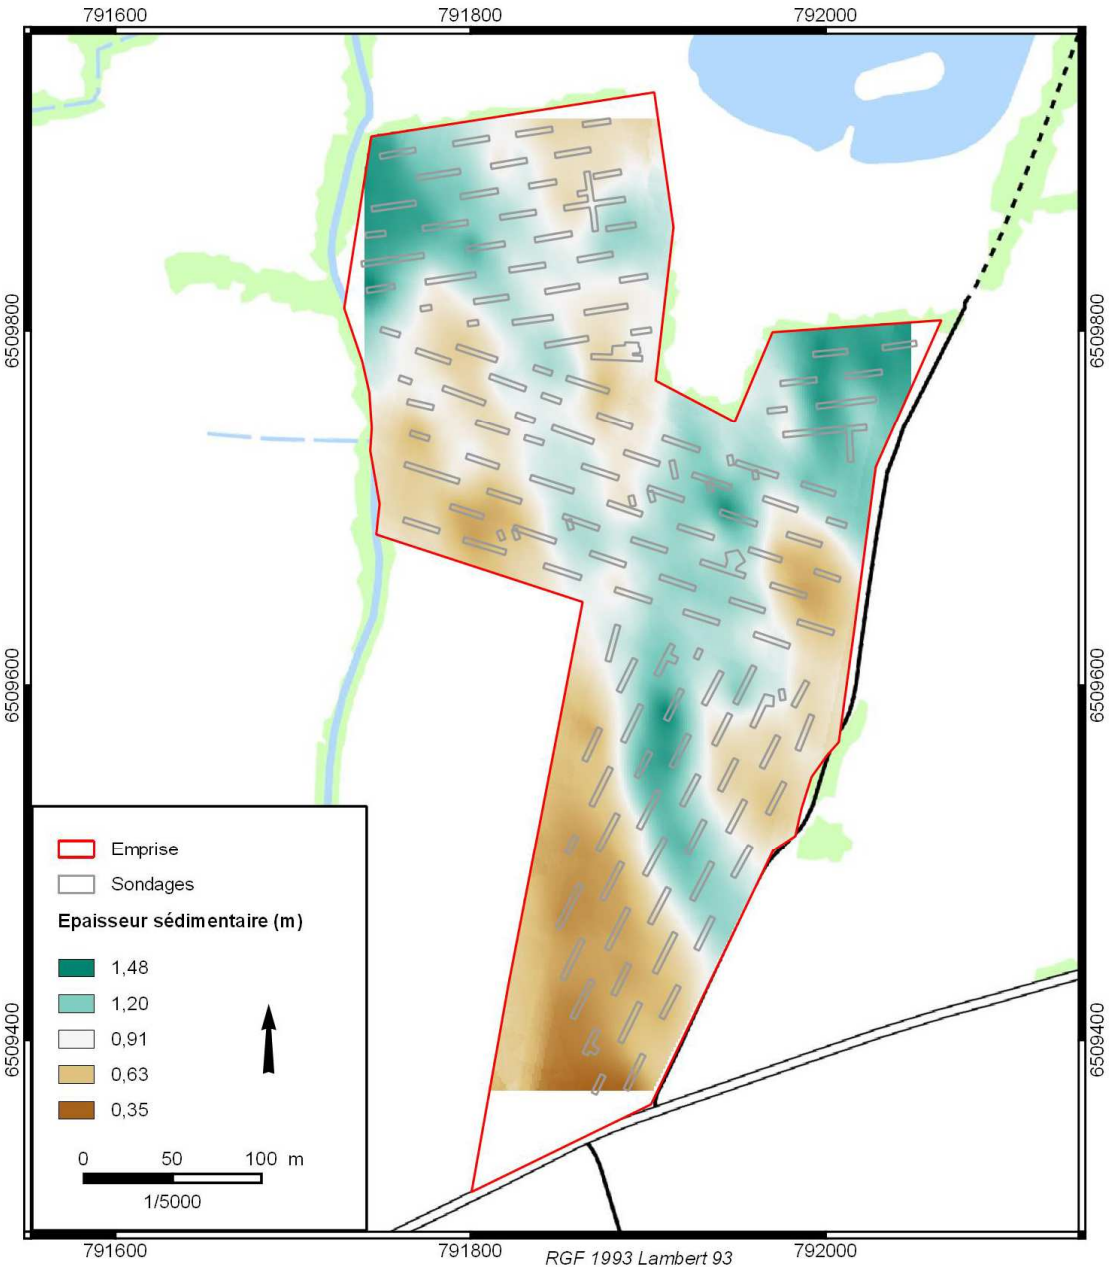 791600 791800 792000
6509800 6509800
6509600 6509600
6509400 6509400
Emprise
Sondages
Epaisseur sédimentaire (m)
1,48
1,20
0,91
0,63
0,35
0 50 100 m
1/5000
791600 791800 792000
RGF 1993 Lambert 93